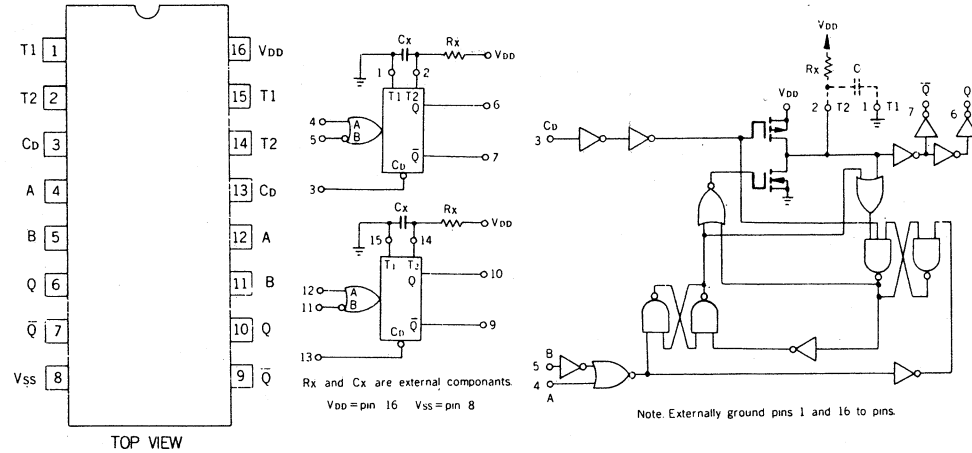 T1 1
T2 2
CD 3
A 4
B 5
Q 6
Q̅ 7
VSS 8
16 VDD
15 T1
14 T2
13 CD
12 A
11 B
10 Q
9 Q̅
TOP VIEW
Cx
Rx
VDD
1 2
T1 T2
Q 6
4 A
5 B
Q̅ 7
CD
3
Cx
Rx
VDD
15 14
T1 T2
Q 10
12 A
11 B
Q̅ 9
CD
13
Rx and Cx are external componants.
VDD=pin 16 VSS=pin 8
VDD
Rx
C
VDD
2 T2 1 T1
Q̅ Q
7 6
CD
3
B
5
4
A
Note. Externally ground pins 1 and 16 to pins.